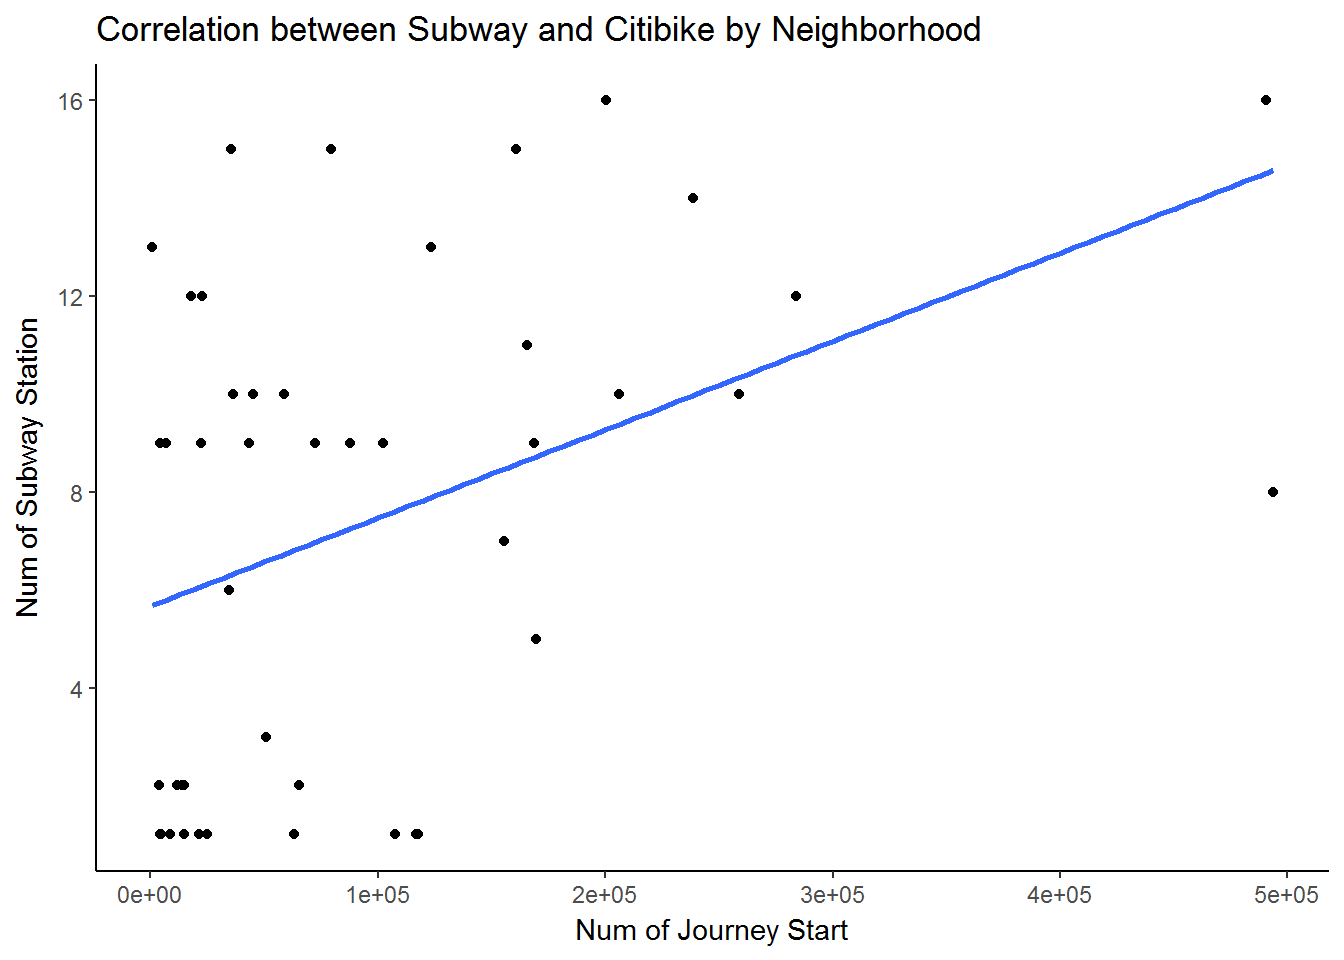 Correlation between Subway and Citibike by Neighborhood
Num of Subway Station
16
12
8
4
0e+00 1e+05 2e+05 3e+05 4e+05 5e+05
Num of Journey Start